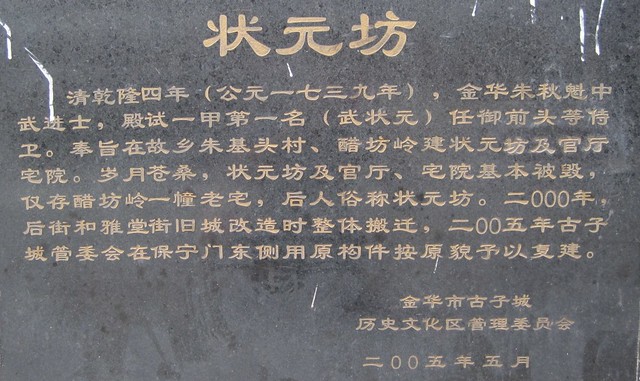 状元坊
清乾隆四年（公元一七三九年），金华朱秋魁中
武进士，殿试一甲第一名（武状元）任御前头等侍
卫。奉旨在故乡朱基头村、醋坊岭建状元坊及官厅
宅院。岁月苍桑，状元坊及官厅、宅院基本被毁，
仅存醋坊岭一幢老宅，后人俗称状元坊。二000年，
后街和雅堂街旧城改造时整体搬迁，二00五年古子
城管委会在保宁门东侧用原构件按原貌予以复建。
金华市古子城
历史文化区管理委员会
二00五年五月